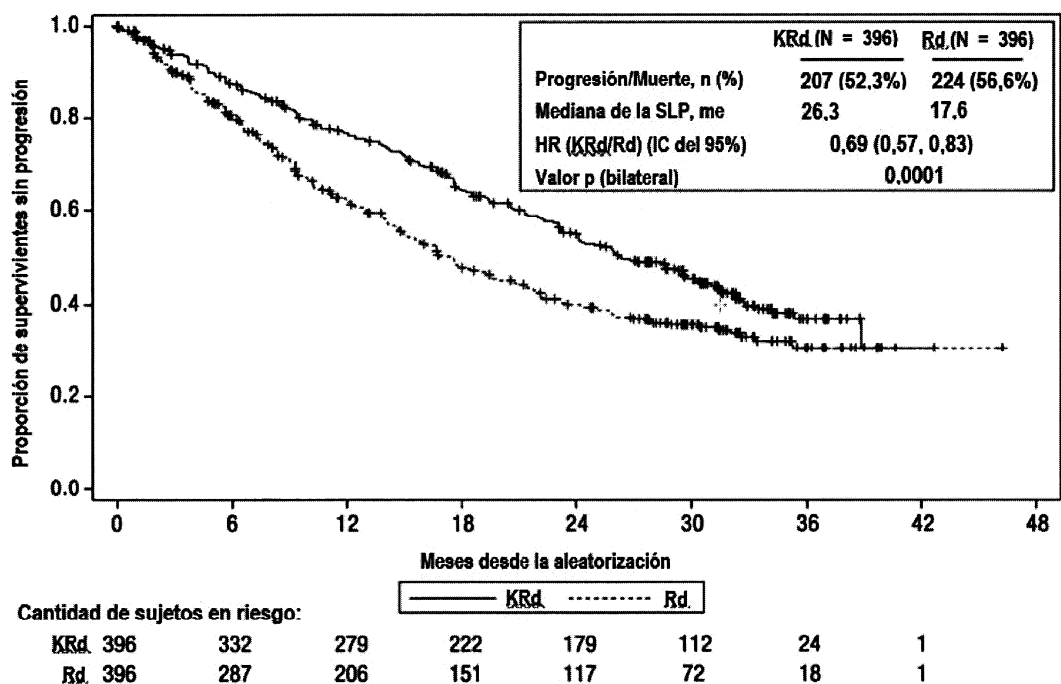 KRd (N = 396) Rd (N = 396)
Progresión/Muerte, n (%) 207 (52,3%) 224 (56,6%)
Mediana de la SLP, me 26,3 17,6
HR (KRd/Rd) (IC del 95%) 0,69 (0,57, 0,83)
Valor p (bilateral) 0,0001
Proporción de supervivientes sin progresión
1.0
0.8
0.6
0.4
0.2
0.0
0 6 12 18 24 30 36 42 48
Meses desde la aleatorización
KRd Rd
Cantidad de sujetos en riesgo:
KRd 396 332 279 222 179 112 24 1
Rd 396 287 206 151 117 72 18 1